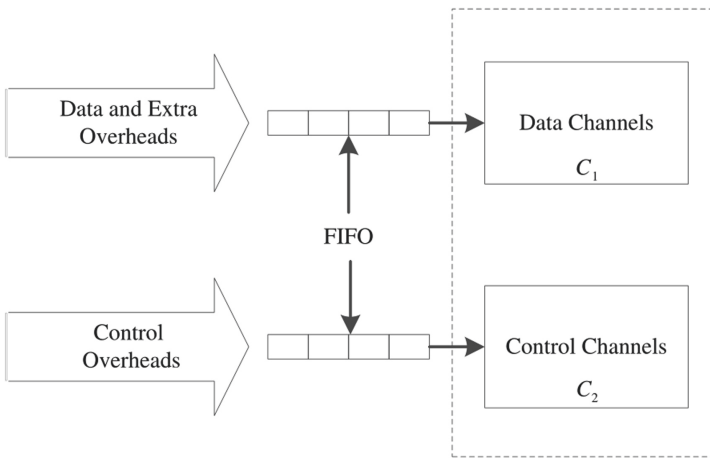 Data and Extra
Overheads
Data Channels
C₁
FIFO
Control
Overheads
Control Channels
C₂